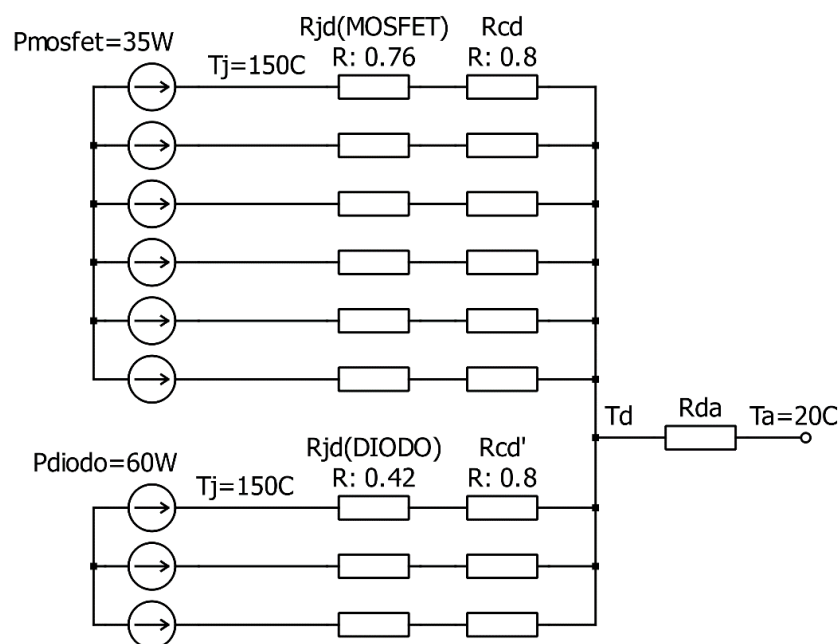 Rjd(MOSFET)
Rcd
Pmosfet=35W
Tj=150C
R: 0.76
R: 0.8
Td
Rda
Ta=20C
Rjd(DIODO)
Rcd'
Pdiodo=60W
Tj=150C
R: 0.42
R: 0.8